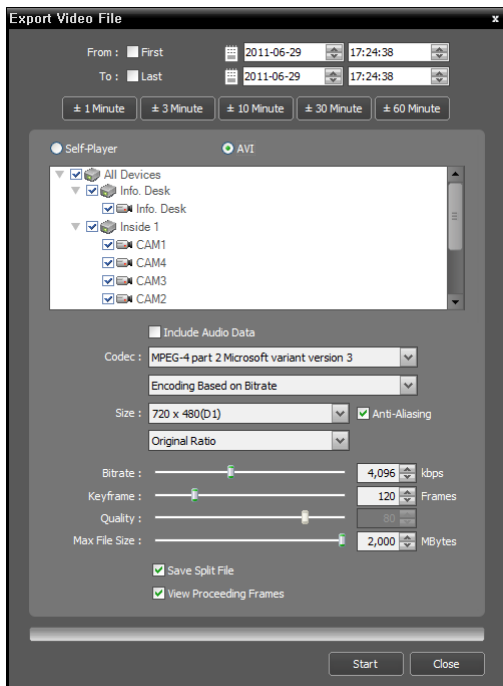 Export Video File x
From : First 2011-06-29 17:24:38
To : Last 2011-06-29 17:24:38
± 1 Minute ± 3 Minute ± 10 Minute ± 30 Minute ± 60 Minute
Self-Player AVI
All Devices
Info. Desk
Info. Desk
Inside 1
CAM1
CAM4
CAM3
CAM2
Include Audio Data
Codec : MPEG-4 part 2 Microsoft variant version 3
Encoding Based on Bitrate
Size : 720 x 480(D1) Anti-Aliasing
Original Ratio
Bitrate : 4,096 kbps
Keyframe : 120 Frames
Quality : 80
Max File Size : 2,000 MBytes
Save Split File
View Proceeding Frames
Start Close